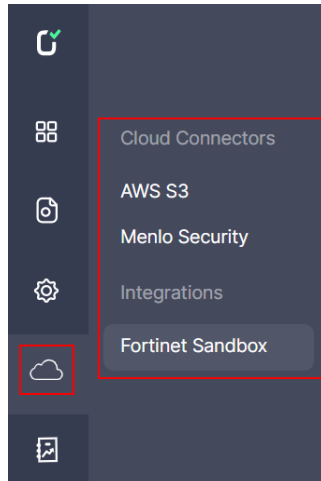 Cloud Connectors
AWS S3
Menlo Security
Integrations
Fortinet Sandbox